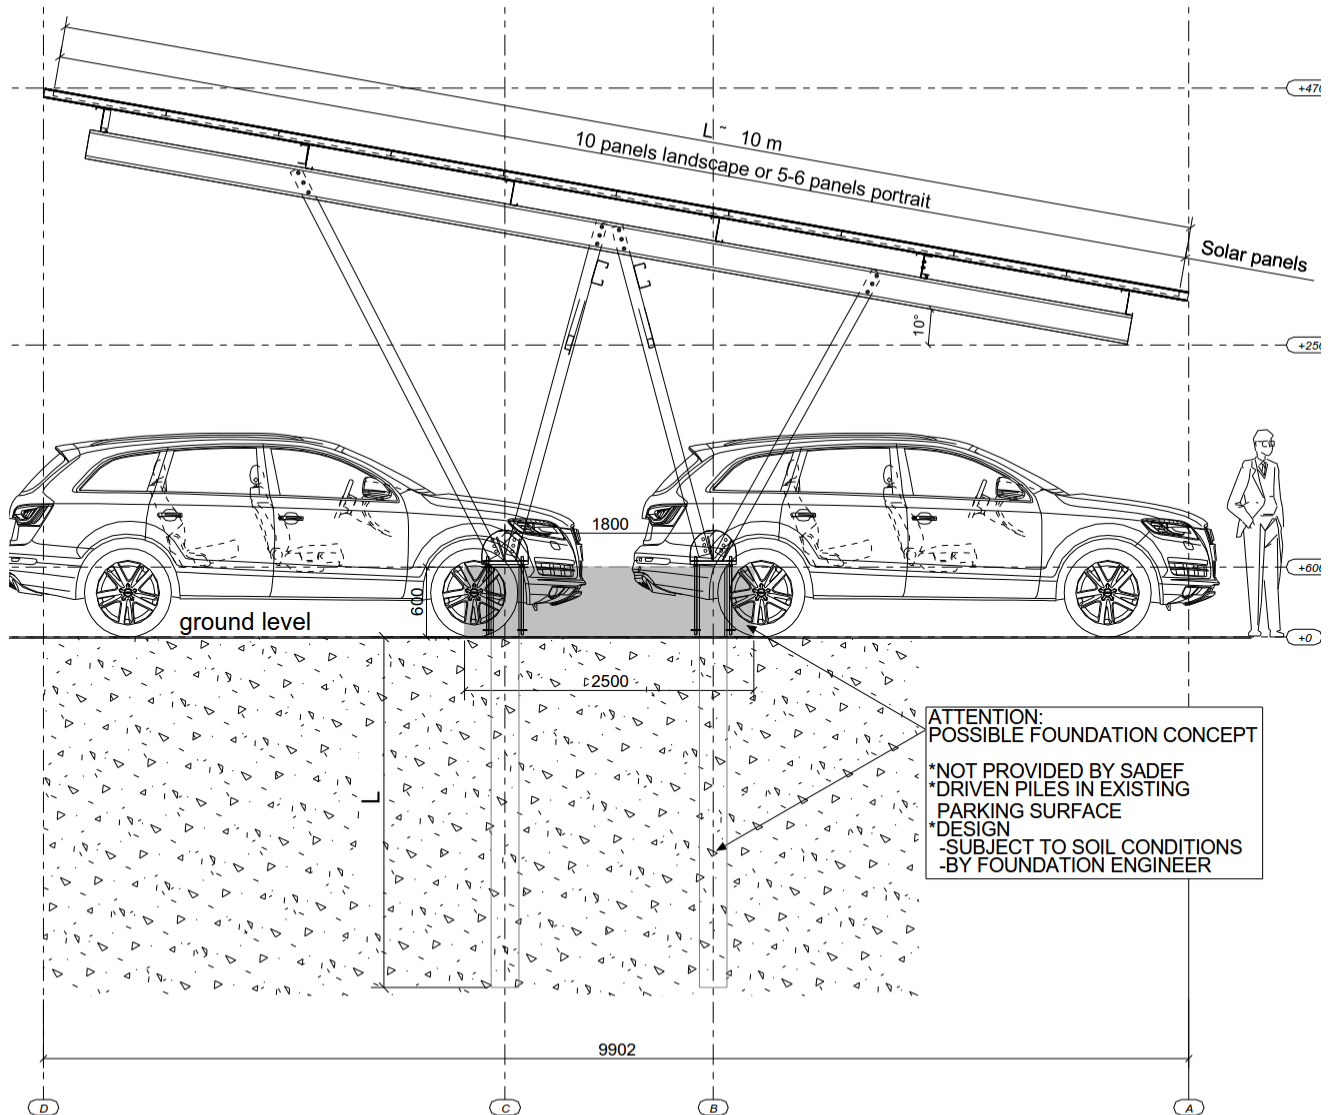 +470
L ~ 10 m
10 panels landscape or 5-6 panels portrait
Solar panels
10°
+250
1800
600
+600
ground level
+0
2500
L
ATTENTION:
POSSIBLE FOUNDATION CONCEPT
*NOT PROVIDED BY SADEF
*DRIVEN PILES IN EXISTING
PARKING SURFACE
*DESIGN
-SUBJECT TO SOIL CONDITIONS
-BY FOUNDATION ENGINEER
9902
D
C
B
A